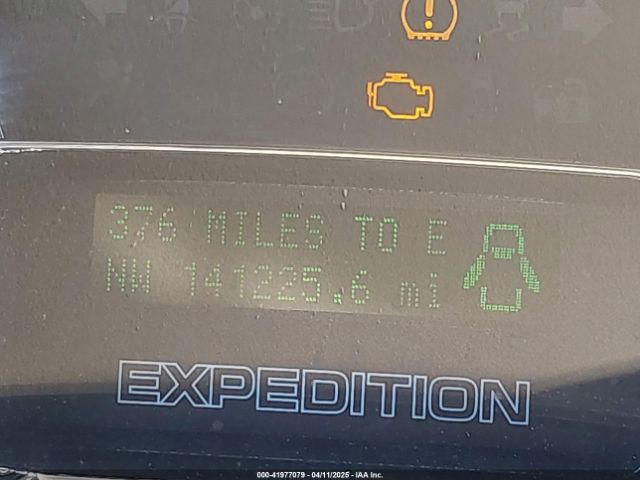 376 MILES TO E
NW 141225.6 mi
EXPEDITION
000-41977079 - 04/11/2025 - IAA Inc.